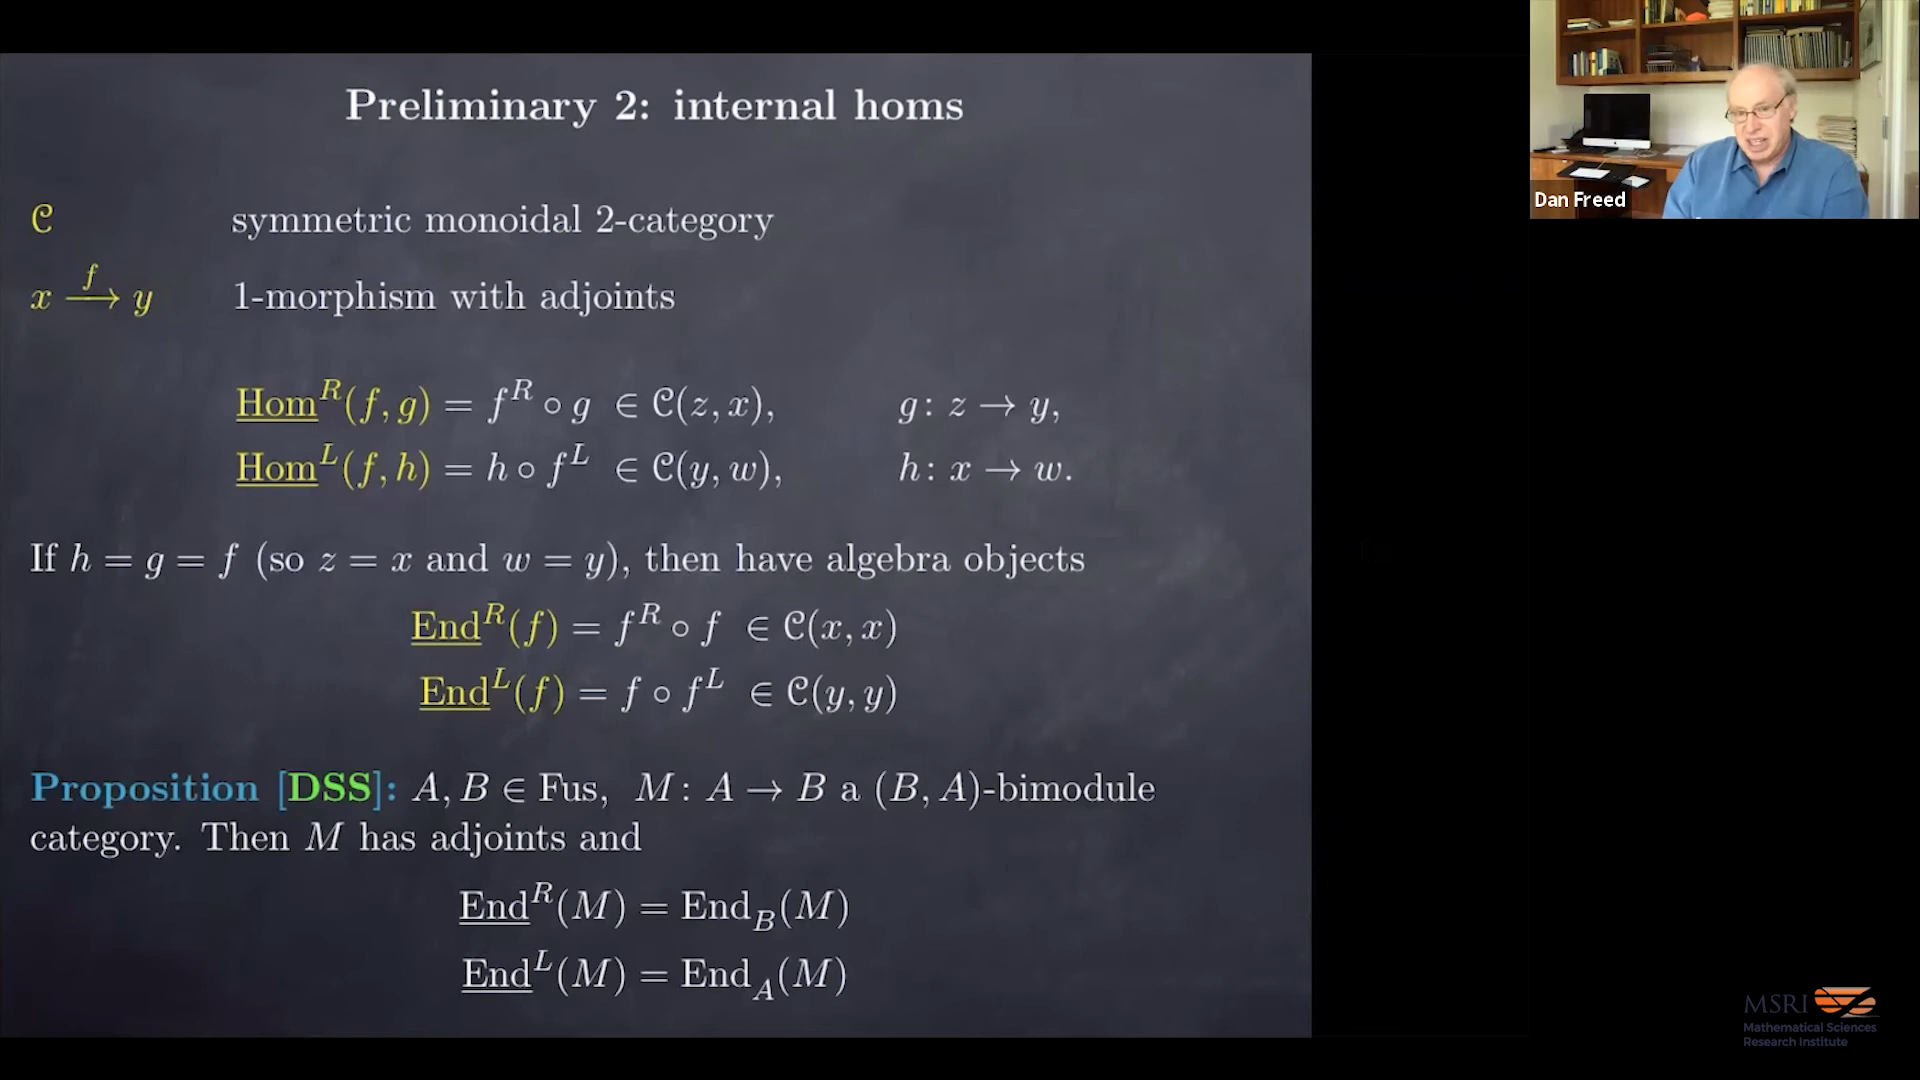 Preliminary 2: internal homs
𝒞 symmetric monoidal 2-category
x —f→ y 1-morphism with adjoints
Hom^R(f, g) = f^R ∘ g ∈ 𝒞(z, x), g: z → y,
Hom^L(f, h) = h ∘ f^L ∈ 𝒞(y, w), h: x → w.
If h = g = f (so z = x and w = y), then have algebra objects
End^R(f) = f^R ∘ f ∈ 𝒞(x, x)
End^L(f) = f ∘ f^L ∈ 𝒞(y, y)
Proposition [DSS]: A, B ∈ Fus, M: A → B a (B, A)-bimodule
category. Then M has adjoints and
End^R(M) = End_B(M)
End^L(M) = End_A(M)
Dan Freed
MSRI
Mathematical Sciences
Research Institute